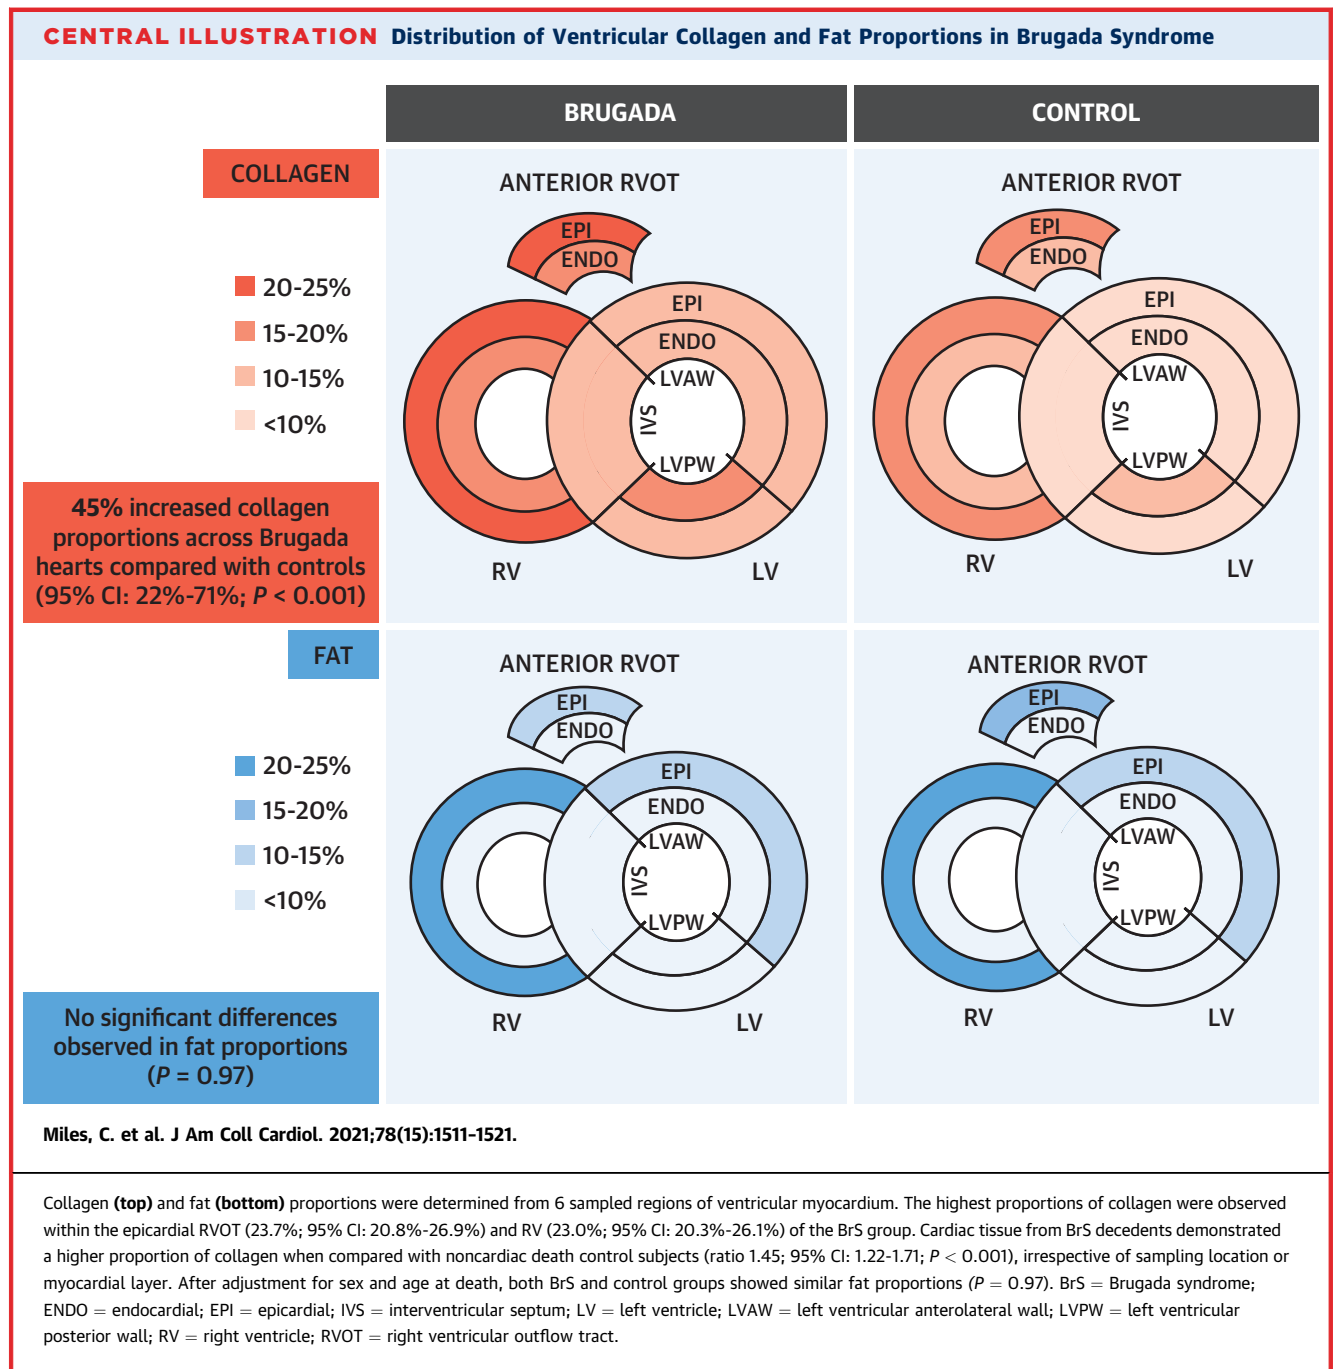 CENTRAL ILLUSTRATION Distribution of Ventricular Collagen and Fat Proportions in Brugada Syndrome
BRUGADA
CONTROL
COLLAGEN
20-25%
15-20%
10-15%
<10%
45% increased collagen
proportions across Brugada
hearts compared with controls
(95% CI: 22%-71%; P < 0.001)
ANTERIOR RVOT
EPI
ENDO
EPI
ENDO
LVAW
IVS
LVPW
RV
LV
ANTERIOR RVOT
EPI
ENDO
EPI
ENDO
LVAW
IVS
LVPW
RV
LV
FAT
20-25%
15-20%
10-15%
<10%
No significant differences
observed in fat proportions
(P = 0.97)
ANTERIOR RVOT
EPI
ENDO
EPI
ENDO
LVAW
IVS
LVPW
RV
LV
ANTERIOR RVOT
EPI
ENDO
EPI
ENDO
LVAW
IVS
LVPW
RV
LV
Miles, C. et al. J Am Coll Cardiol. 2021;78(15):1511-1521.
Collagen (top) and fat (bottom) proportions were determined from 6 sampled regions of ventricular myocardium. The highest proportions of collagen were observed
within the epicardial RVOT (23.7%; 95% CI: 20.8%-26.9%) and RV (23.0%; 95% CI: 20.3%-26.1%) of the BrS group. Cardiac tissue from BrS decedents demonstrated
a higher proportion of collagen when compared with noncardiac death control subjects (ratio 1.45; 95% CI: 1.22-1.71; P < 0.001), irrespective of sampling location or
myocardial layer. After adjustment for sex and age at death, both BrS and control groups showed similar fat proportions (P = 0.97). BrS = Brugada syndrome;
ENDO = endocardial; EPI = epicardial; IVS = interventricular septum; LV = left ventricle; LVAW = left ventricular anterolateral wall; LVPW = left ventricular
posterior wall; RV = right ventricle; RVOT = right ventricular outflow tract.